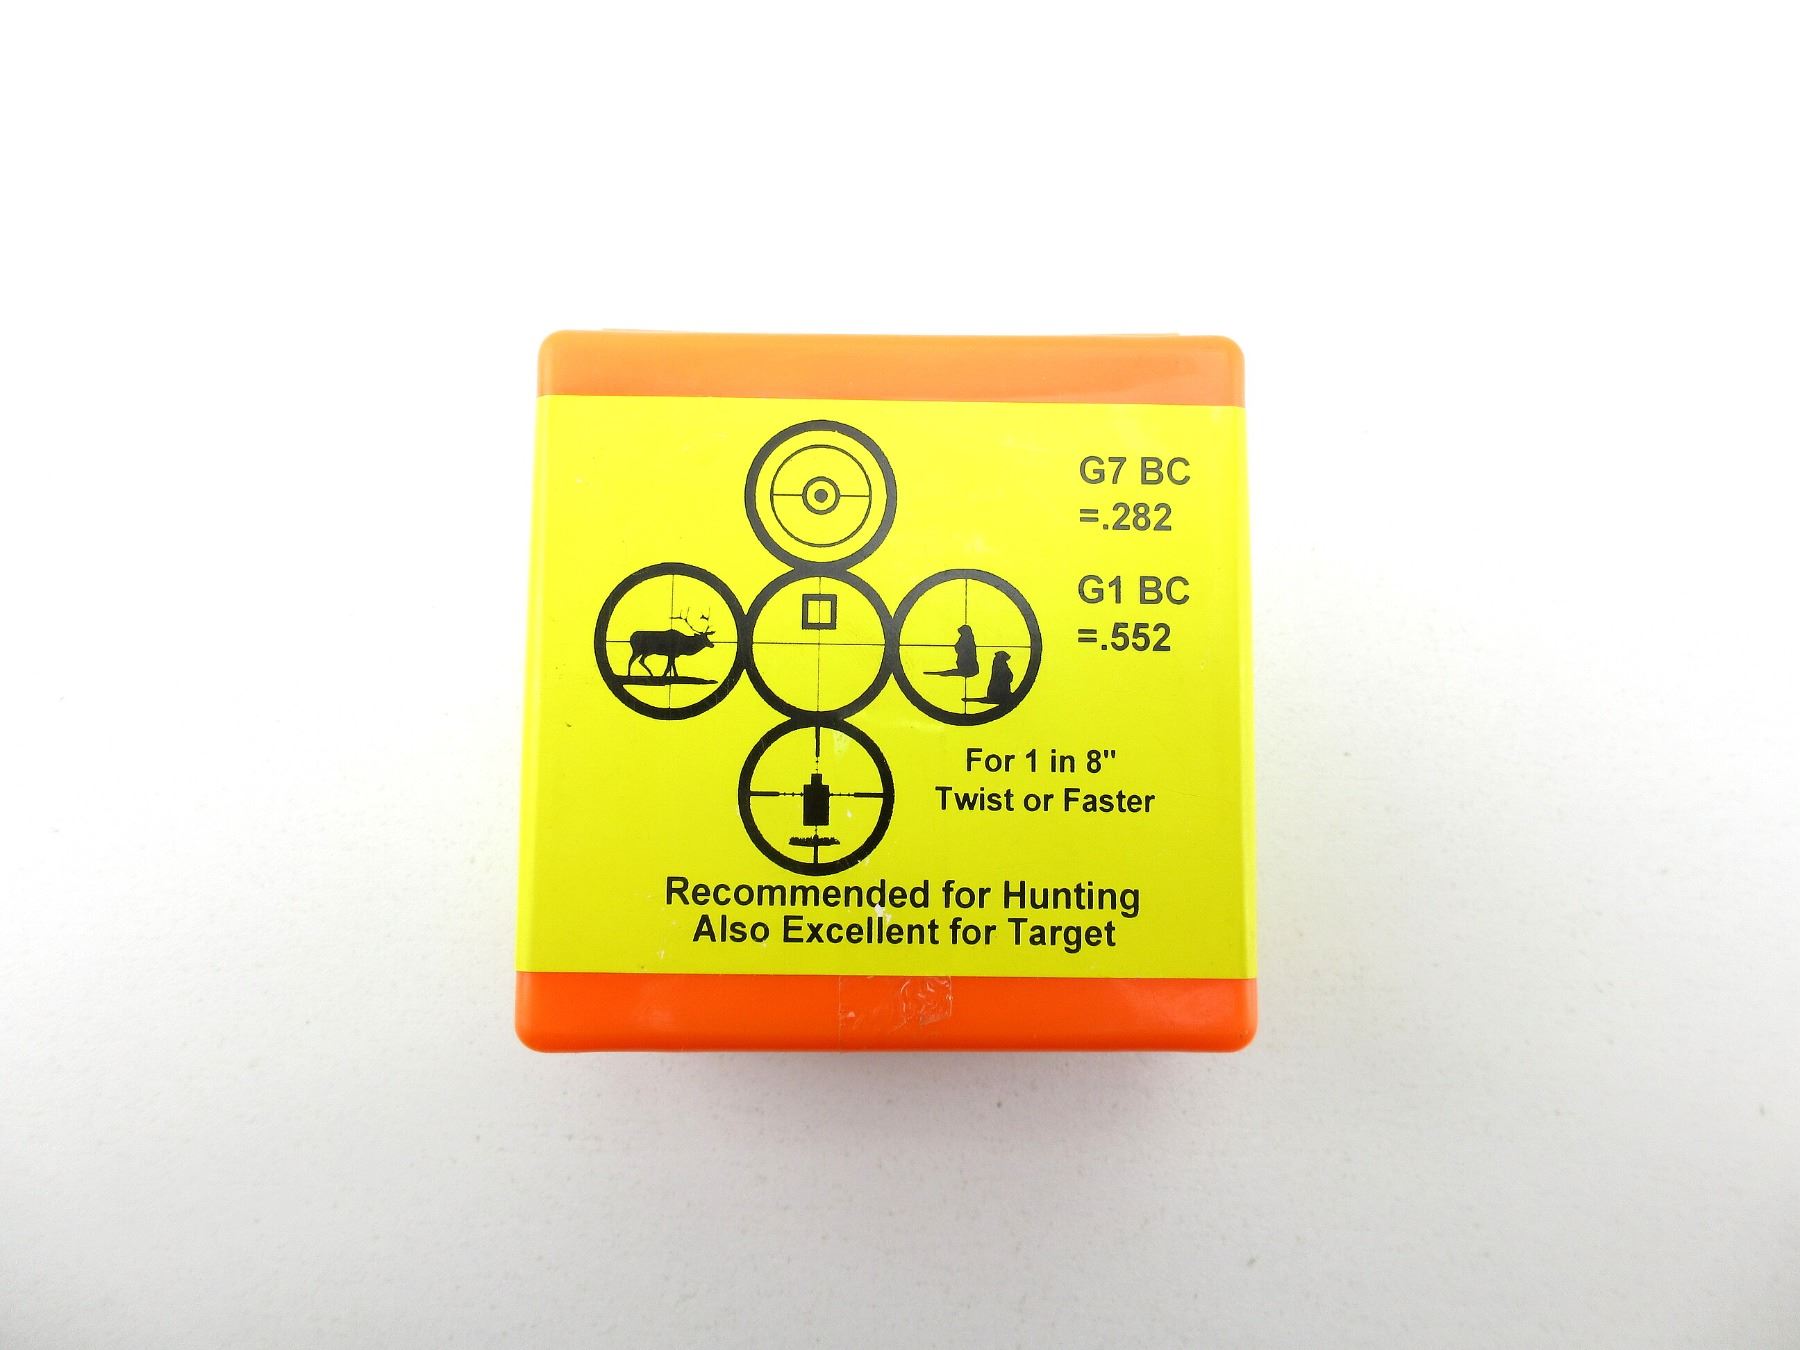 G7 BC
=.282
G1 BC
=.552
For 1 in 8"
Twist or Faster
Recommended for Hunting
Also Excellent for Target